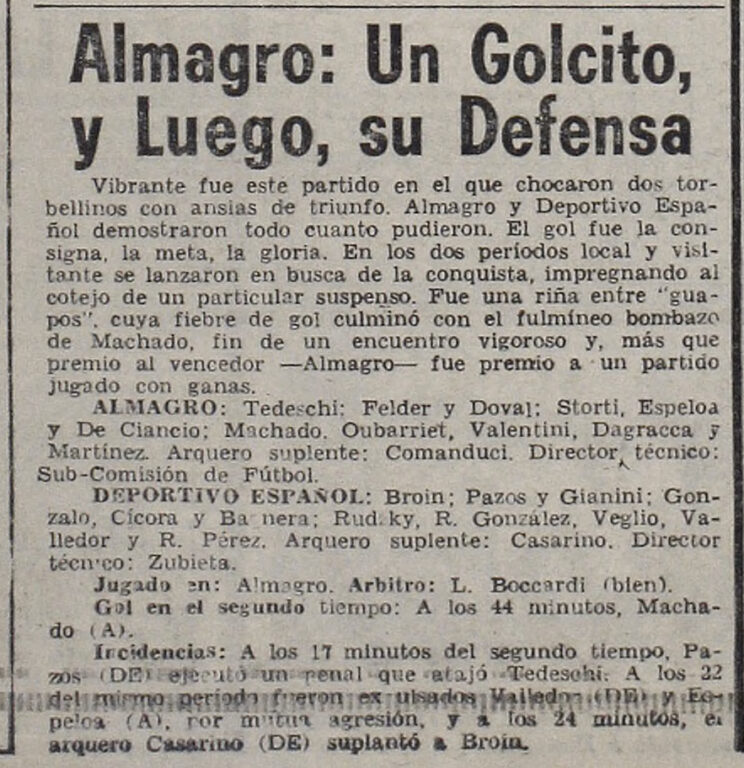 Almagro: Un Golcito,
y Luego, su Defensa
Vibrante fue este partido en el que chocaron dos tor-
bellinos con ansias de triunfo. Almagro y Deportivo Espa-
ñol demostraron todo cuanto pudieron. El gol fue la con-
signa, la meta, la gloria. En los dos períodos local y visi-
tante se lanzaron en busca de la conquista, impregnando al
cotejo de un particular suspenso. Fue una riña entre "gua-
pos", cuya fiebre de gol culminó con el fulmíneo bombazo
de Machado, fin de un encuentro vigoroso y, más que
premio al vencedor —Almagro— fue premio a un partido
jugado con ganas.
ALMAGRO: Tedeschi; Felder y Doval; Storti, Espeloa
y De Ciancio; Machado, Oubarriet, Valentini, Dagracca y
Martínez. Arquero suplente: Comanduci. Director técnico:
Sub-Comisión de Fútbol.
DEPORTIVO ESPAÑOL: Broin; Pazos y Gianini; Gon-
zalo, Cícora y; R. González, Veglio, Va-
lledor y R. Pérez. Arquero suplente: Casarino. Director
técnico: Zubieta.
Jugado en: Almagro. Arbitro: L. Boccardi (bien).
Gol en el segundo tiempo: A los 44 minutos, Macha-
do (A).
Incidencias: A los 17 minutos del segundo tiempo, Pa-
zos (DE) ejecutó un penal que atajó Tedeschi. A los 22
del mismo período fueron expulsados Valledor (DE) y Es-
peloa (A), por mutua agresión, y a los 24 minutos, el
arquero Casarino (DE) suplantó a Broin.